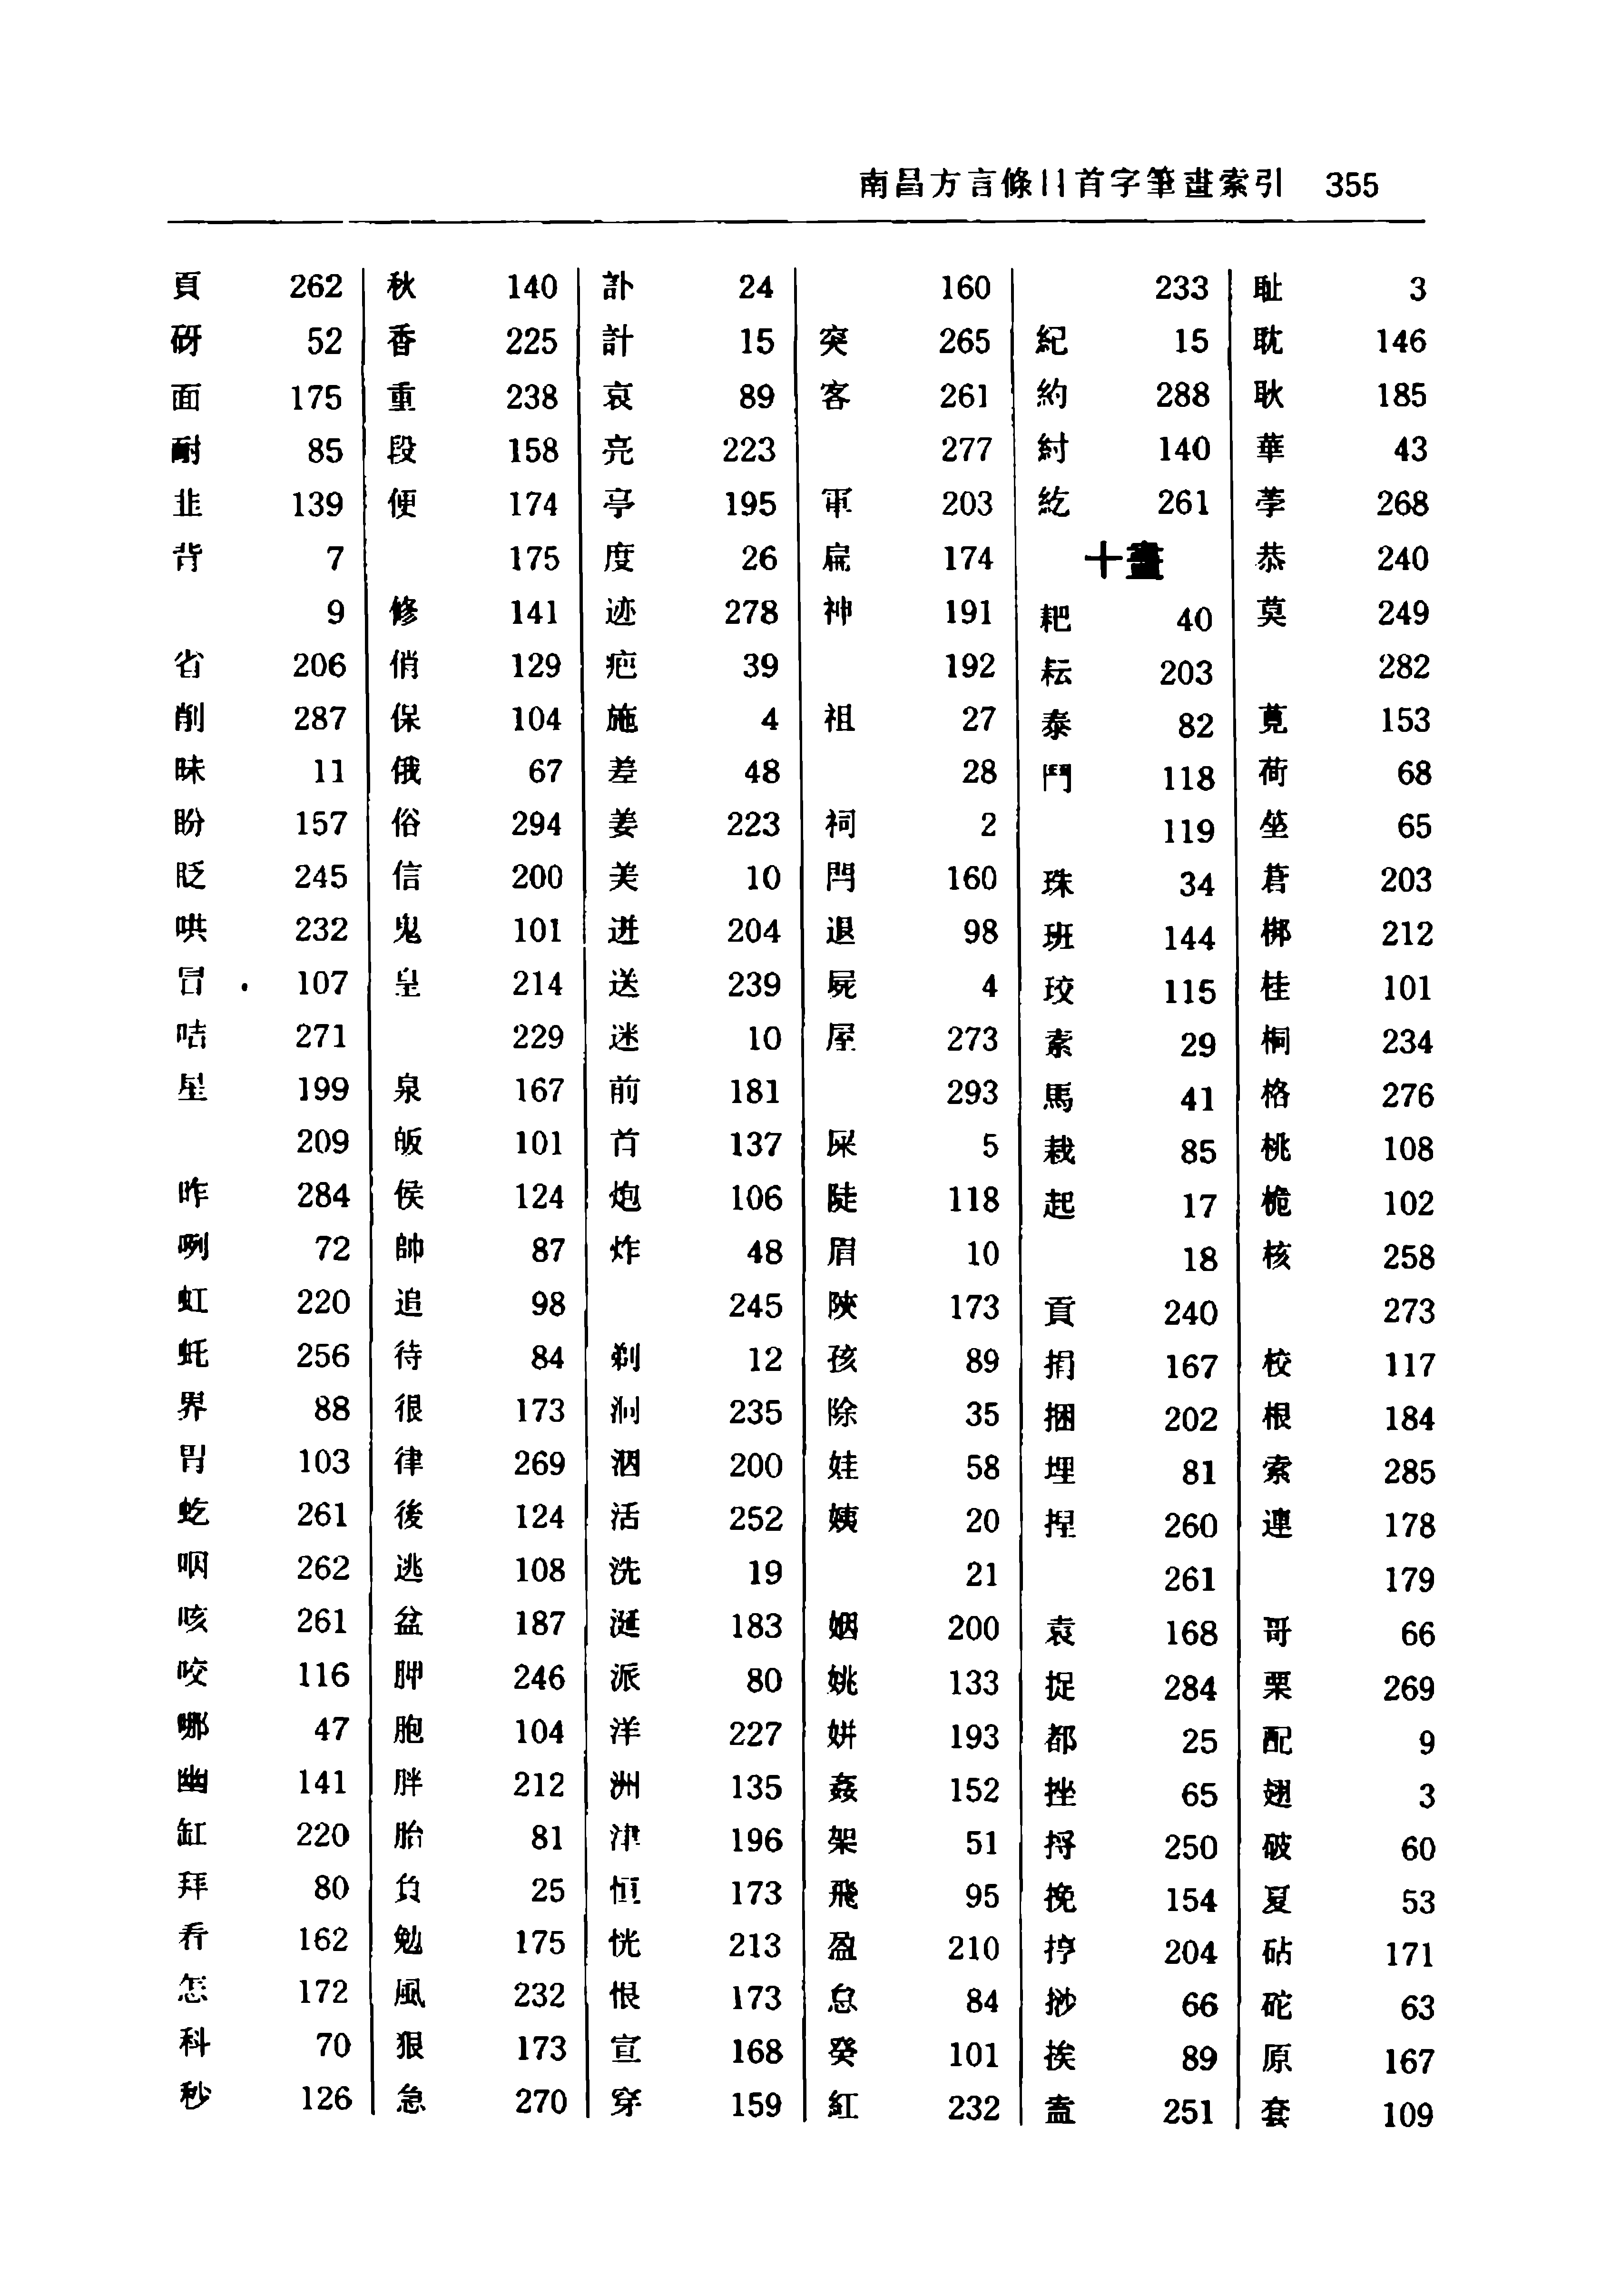 南昌方言條目首字筆畫索引 355
頁 262
砑 52
面 175
耐 85
韭 139
背 7
9
省 206
削 287
昧 11
盼 157
眨 245
哄 232
冒 107
咭 271
星 199
209
咋 284
咧 72
虹 220
虴 256
界 88
胃 103
虼 261
咽 262
咳 261
咬 116
哪 47
幽 141
缸 220
拜 80
看 162
怎 172
科 70
秒 126
秋 140
香 225
重 238
段 158
便 174
175
修 141
俏 129
保 104
俄 67
俗 294
信 200
鬼 101
皇 214
229
泉 167
皈 101
侯 124
帥 87
追 98
待 84
很 173
律 269
後 124
逃 108
盆 187
胛 246
胞 104
胖 212
胎 81
負 25
勉 175
風 232
狠 173
急 270
訃 24
計 15
哀 89
亮 223
亭 195
度 26
迹 278
疤 39
施 4
差 48
姜 223
美 10
迸 204
送 239
迷 10
前 181
首 137
炮 106
炸 48
245
剃 12
洞 235
洇 200
活 252
洗 19
涎 183
派 80
洋 227
洲 135
津 196
恒 173
恍 213
恨 173
宣 168
穿 159
160
突 265
客 261
277
軍 203
扁 174
神 191
192
祖 27
28
祠 2
閂 160
退 98
屍 4
屋 273
293
屎 5
陡 118
眉 10
陝 173
孩 89
除 35
娃 58
姨 20
21
姻 200
姚 133
姘 193
姦 152
架 51
飛 95
盈 210
怠 84
癸 101
紅 232
233
紀 15
約 288
紂 140
紇 261
十畫
耙 40
耘 203
泰 82
鬥 118
119
珠 34
班 144
玟 115
素 29
馬 41
栽 85
起 17
18
貢 240
捐 167
捆 202
埋 81
捏 260
261
袁 168
捉 284
都 25
挫 65
捋 250
挽 154
挬 204
挱 66
挨 89
盍 251
耻 3
耽 146
耿 185
華 43
荸 268
恭 240
莫 249
282
莧 153
荷 68
莝 65
莙 203
梆 212
桂 101
桐 234
格 276
桃 108
桅 102
核 258
273
校 117
根 184
索 285
連 178
179
哥 66
栗 269
配 9
翅 3
破 60
夏 53
砧 171
砣 63
原 167
套 109